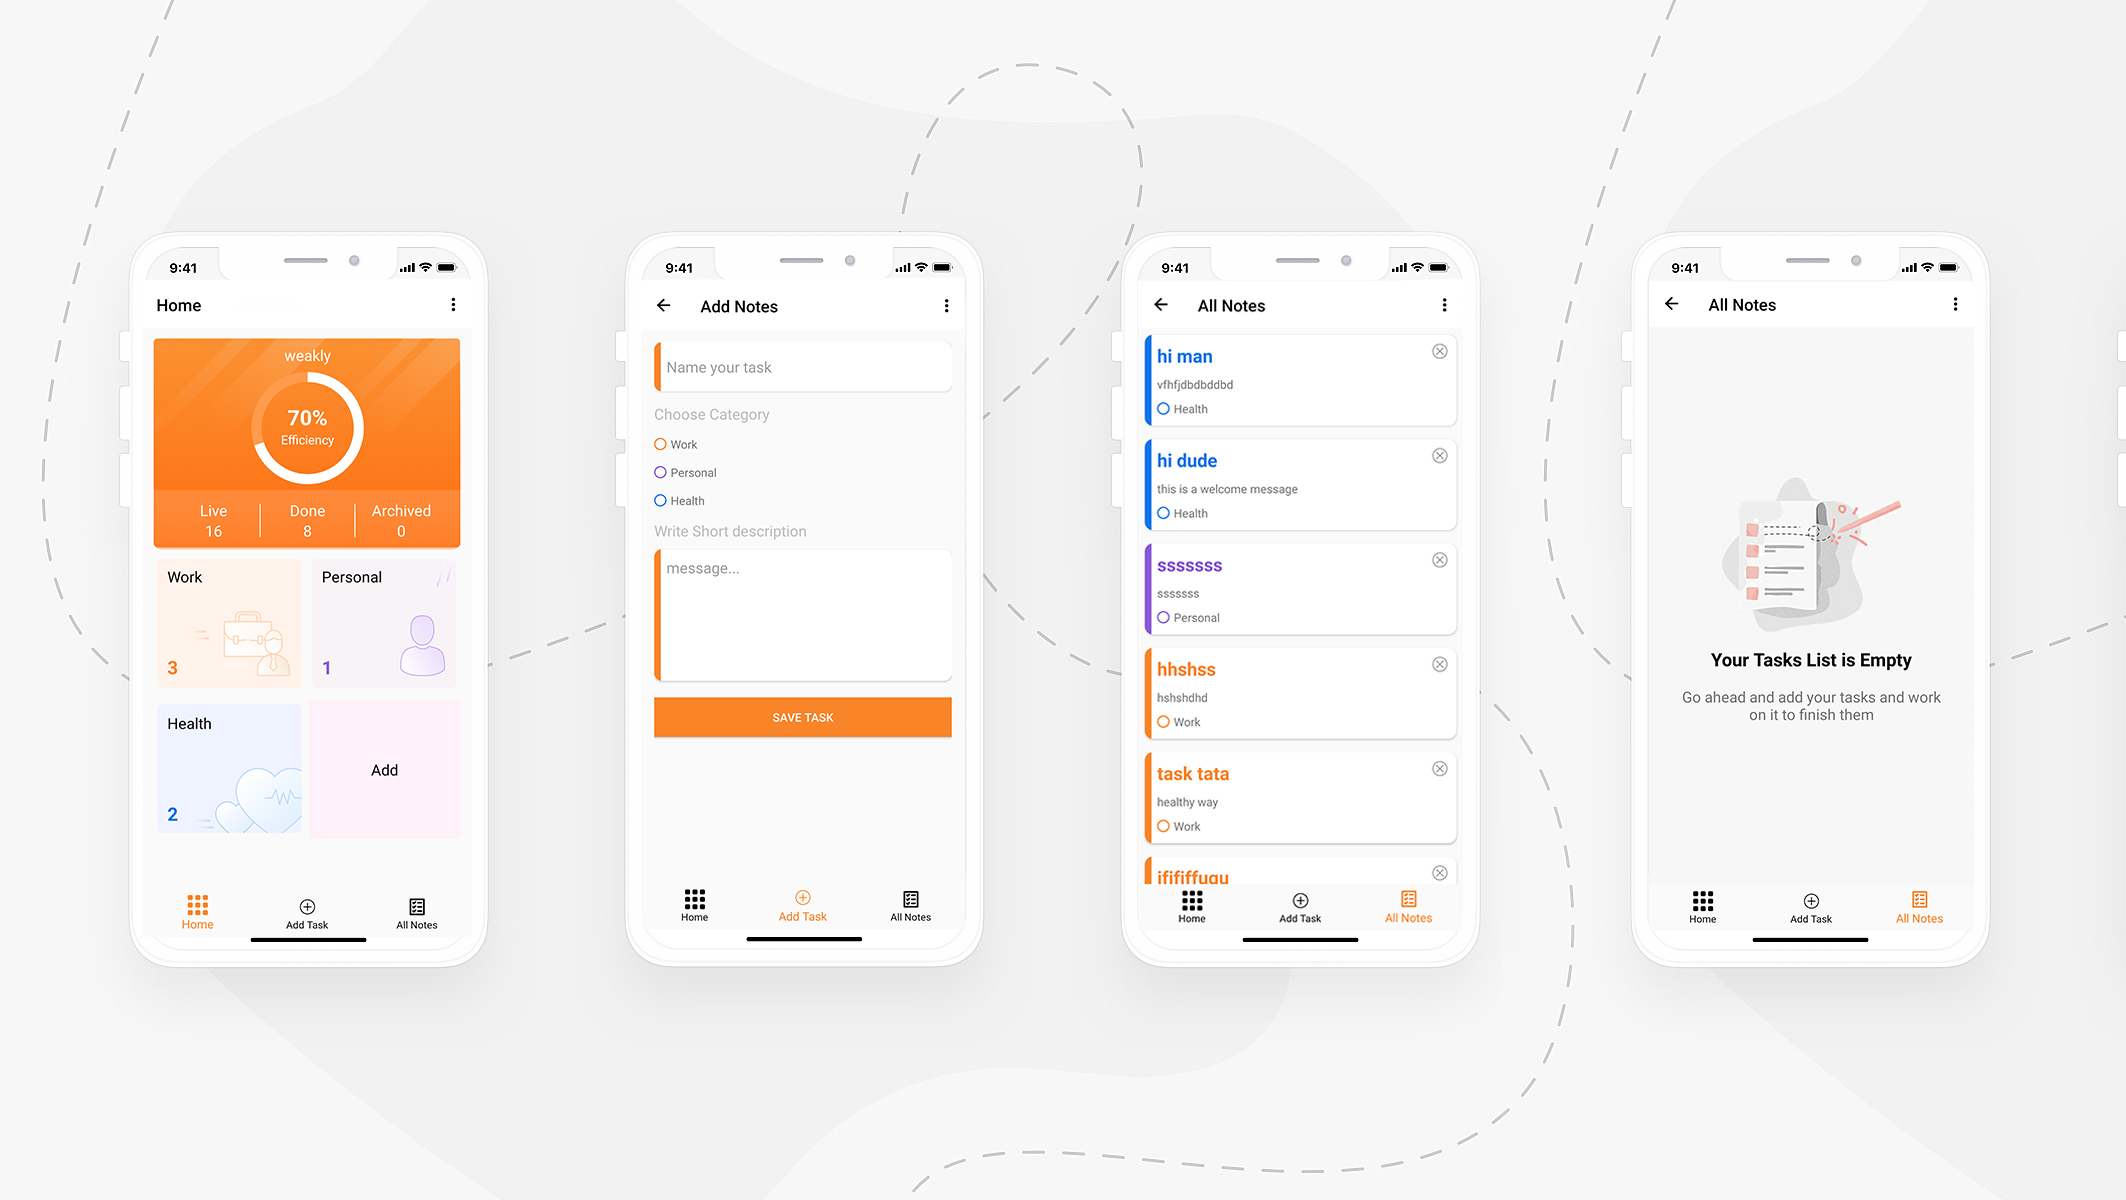 9:41
Home
weakly
70%
Efficiency
Live
16
Done
8
Archived
0
Work
3
Personal
1
Health
2
Add
Home
Add Task
All Notes
9:41
Add Notes
Name your task
Choose Category
Work
Personal
Health
Write Short description
message...
SAVE TASK
Home
Add Task
All Notes
9:41
All Notes
hi man
vfhfjdbdbddbd
Health
hi dude
this is a welcome message
Health
sssssss
sssssss
Personal
hhshss
hshshdhd
Work
task tata
healthy way
Work
Home
Add Task
All Notes
9:41
All Notes
Your Tasks List is Empty
Go ahead and add your tasks and work
on it to finish them
Home
Add Task
All Notes